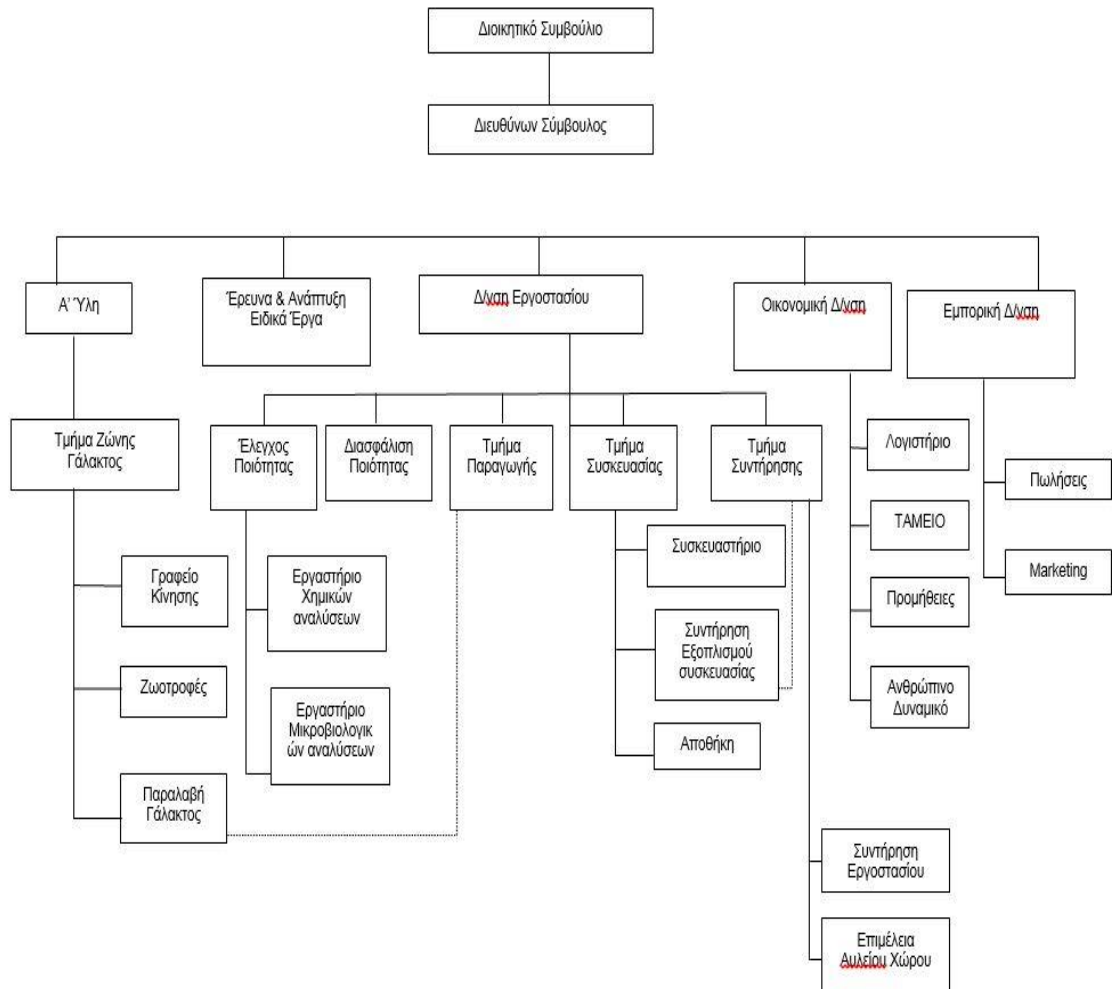 Διοικητικό Συμβούλιο
Διευθύνων Σύμβουλος
Α' Ύλη
Έρευνα & Ανάπτυξη
Ειδικά Έργα
Δ/νση Εργοστασίου
Οικονομική Δ/νση
Εμπορική Δ/νση
Τμήμα Ζώνης
Γάλακτος
Έλεγχος
Ποιότητας
Διασφάλιση
Ποιότητας
Τμήμα
Παραγωγής
Τμήμα
Συσκευασίας
Τμήμα
Συντήρησης
Λογιστήριο
Πωλήσεις
ΤΑΜΕΙΟ
Marketing
Προμήθειες
Ανθρώπινο
Δυναμικό
Γραφείο
Κίνησης
Ζωοτροφές
Παραλαβή
Γάλακτος
Εργαστήριο
Χημικών
αναλύσεων
Εργαστήριο
Μικροβιολογικ
ών αναλύσεων
Συσκευαστήριο
Συντήρηση
Εξοπλισμού
συσκευασίας
Αποθήκη
Συντήρηση
Εργοστασίου
Επιμέλεια
Αυλείου Χώρου